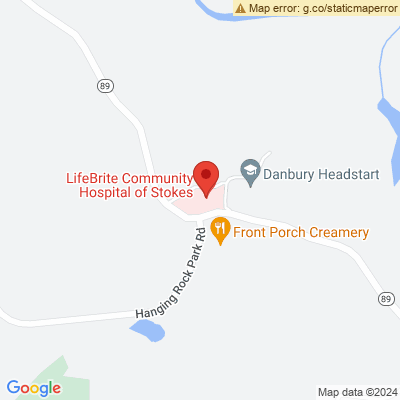 Map error: g.co/staticmaperror
89
LifeBrite Community
Hospital of Stokes
Danbury Headstart
Front Porch Creamery
Hanging Rock Park Rd
89
Google
Map data ©2024